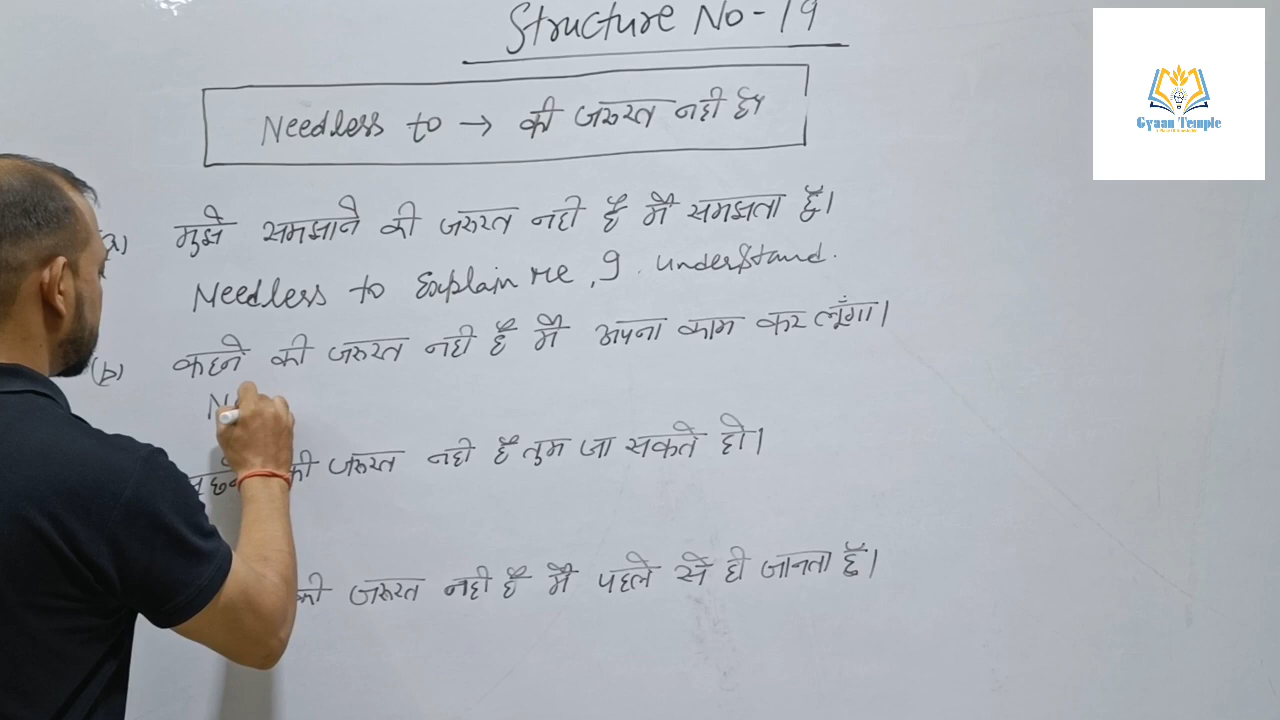 Structure No - 19
Needless to → की जरुरत नही है
Gyaan Temple
(a) मुझे समझाने की जरुरत नही है मै समझता हूँ।
Needless to Explain me, I understand.
(b) कहने की जरुरत नही है मै अपना काम कर लूँगा।
N
की जरुरत नही है तुम जा सकते हो।
की जरुरत नही है मै पहले से ही जानता हूँ।